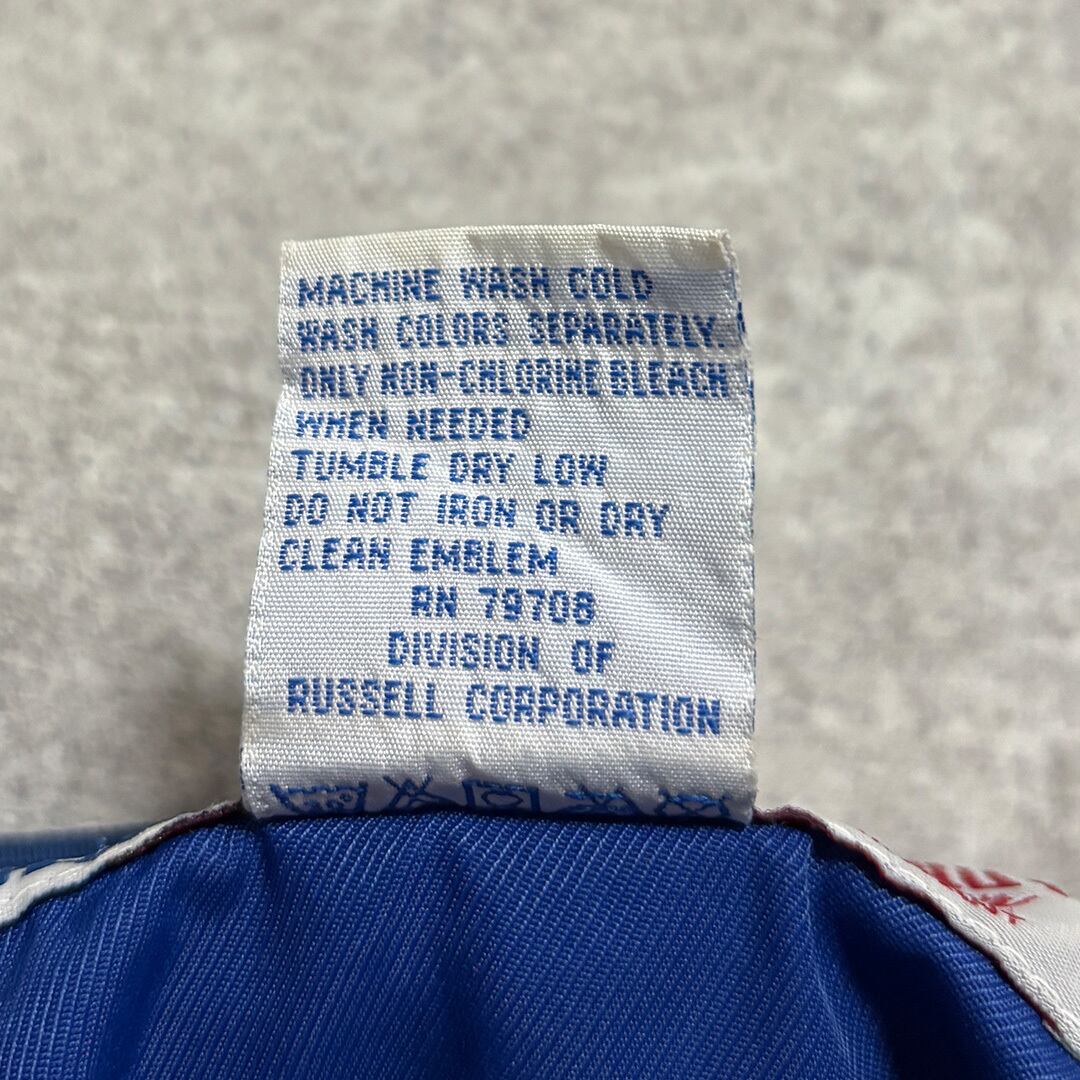 MACHINE WASH COLD
WASH COLORS SEPARATELY.
ONLY NON-CHLORINE BLEACH
WHEN NEEDED
TUMBLE DRY LOW
DO NOT IRON OR DRY
CLEAN EMBLEM
RN 79708
DIVISION OF
RUSSELL CORPORATION